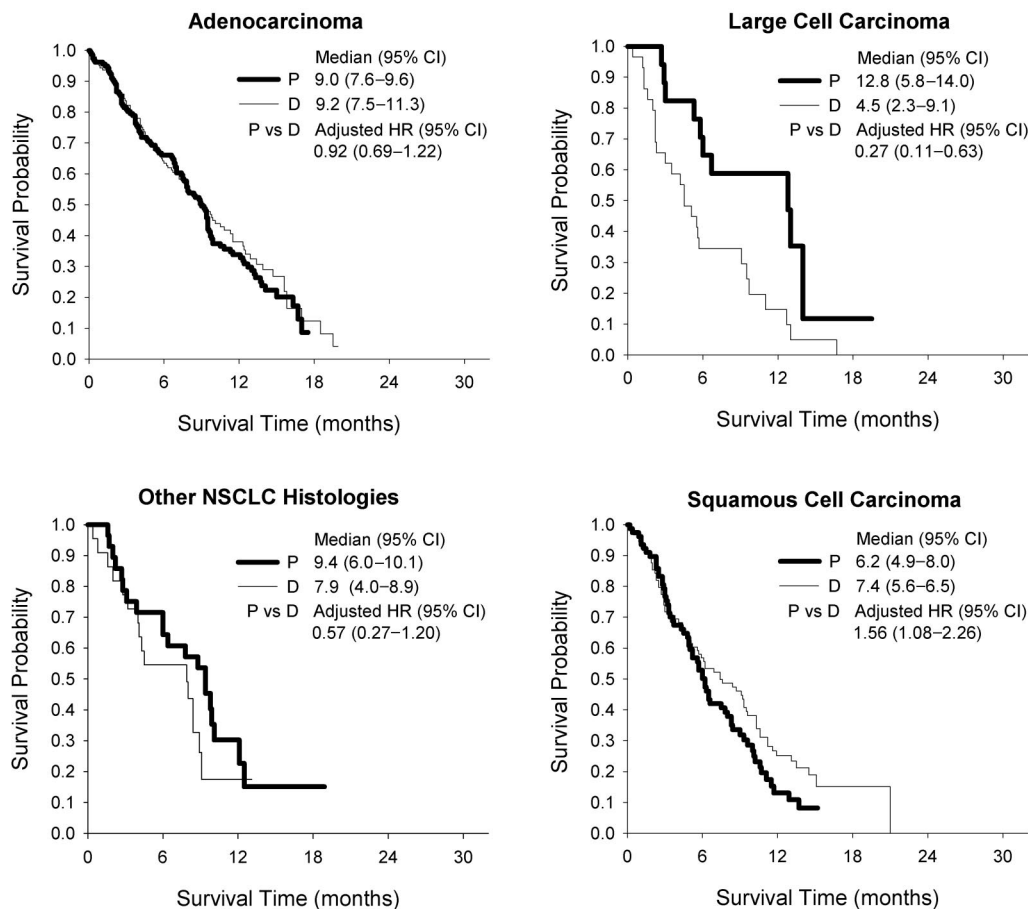 Adenocarcinoma
Median (95% CI)
P 9.0 (7.6–9.6)
D 9.2 (7.5–11.3)
P vs D Adjusted HR (95% CI)
0.92 (0.69–1.22)
Survival Probability
1.0
0.9
0.8
0.7
0.6
0.5
0.4
0.3
0.2
0.1
0.0
0 6 12 18 24 30
Survival Time (months)
Large Cell Carcinoma
Median (95% CI)
P 12.8 (5.8–14.0)
D 4.5 (2.3–9.1)
P vs D Adjusted HR (95% CI)
0.27 (0.11–0.63)
Survival Probability
1.0
0.9
0.8
0.7
0.6
0.5
0.4
0.3
0.2
0.1
0.0
0 6 12 18 24 30
Survival Time (months)
Other NSCLC Histologies
Median (95% CI)
P 9.4 (6.0–10.1)
D 7.9 (4.0–8.9)
P vs D Adjusted HR (95% CI)
0.57 (0.27–1.20)
Survival Probability
1.0
0.9
0.8
0.7
0.6
0.5
0.4
0.3
0.2
0.1
0.0
0 6 12 18 24 30
Survival Time (months)
Squamous Cell Carcinoma
Median (95% CI)
P 6.2 (4.9–8.0)
D 7.4 (5.6–6.5)
P vs D Adjusted HR (95% CI)
1.56 (1.08–2.26)
Survival Probability
1.0
0.9
0.8
0.7
0.6
0.5
0.4
0.3
0.2
0.1
0.0
0 6 12 18 24 30
Survival Time (months)